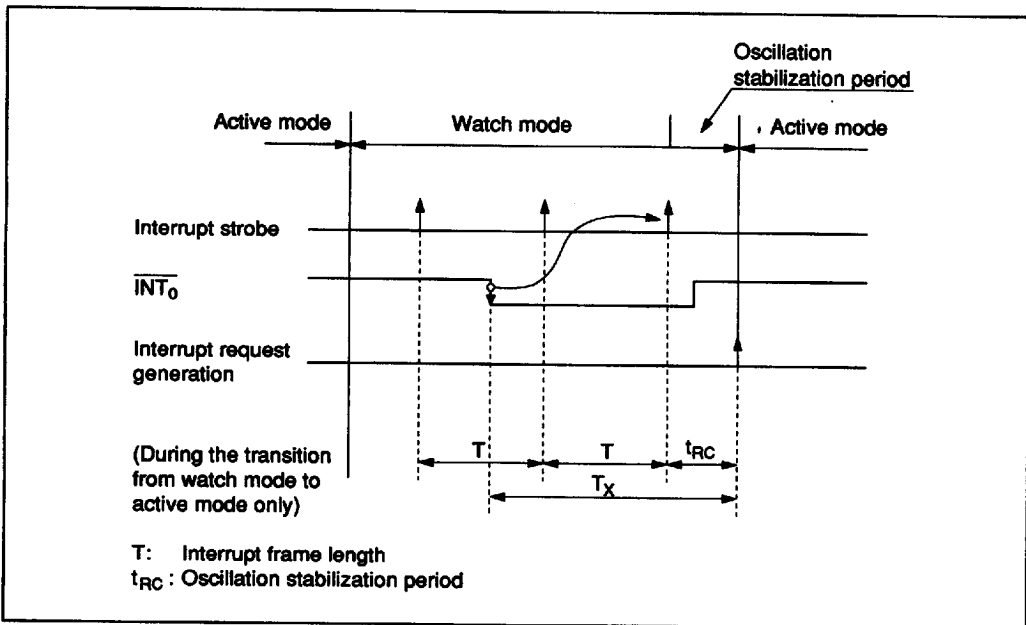 Oscillation
stabilization period
Active mode
Watch mode
Active mode
Interrupt strobe
INT0
Interrupt request
generation
(During the transition
from watch mode to
active mode only)
T
T
tRC
TX
T: Interrupt frame length
tRC : Oscillation stabilization period